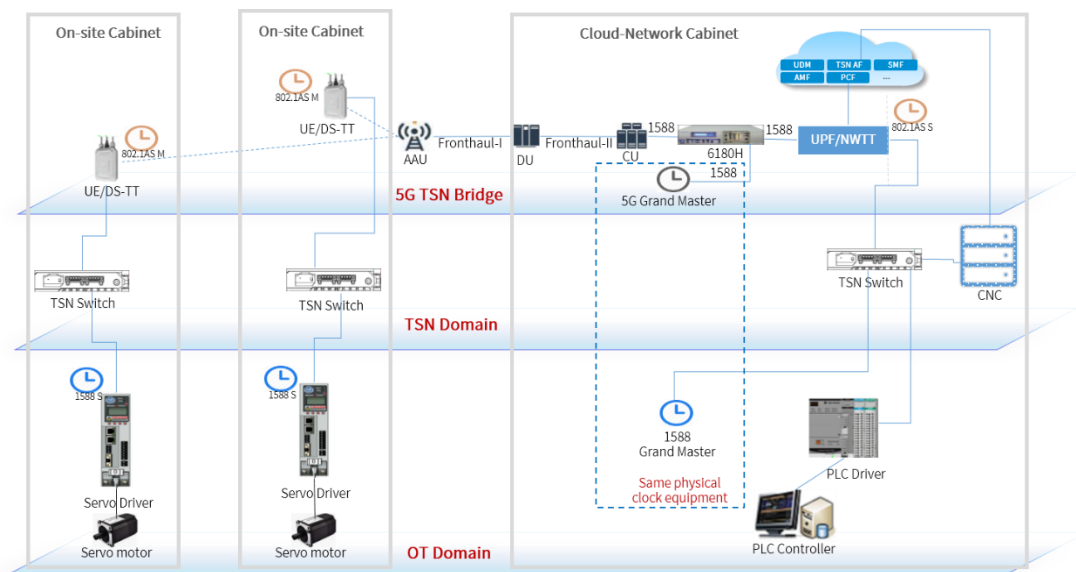 On-site Cabinet
On-site Cabinet
Cloud-Network Cabinet
UDM
TSN AF
SMF
AMF
PCF
...
802.1AS M
802.1AS M
802.1AS S
UE/DS-TT
UE/DS-TT
AAU
Fronthaul-I
DU
Fronthaul-II
CU
1588
6180H
1588
UPF/NWTT
1588
5G Grand Master
5G TSN Bridge
TSN Switch
TSN Switch
TSN Switch
CNC
TSN Domain
1588 S
1588 S
1588
Grand Master
Same physical
clock equipment
Servo Driver
Servo Driver
PLC Driver
Servo motor
Servo motor
PLC Controller
OT Domain